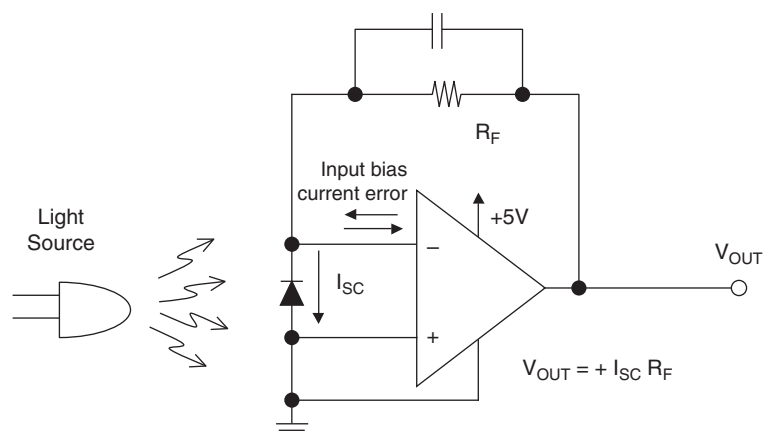 R_F
Input bias
current error
Light
Source
+5V
V_OUT
−
I_SC
+
V_OUT = + I_SC R_F